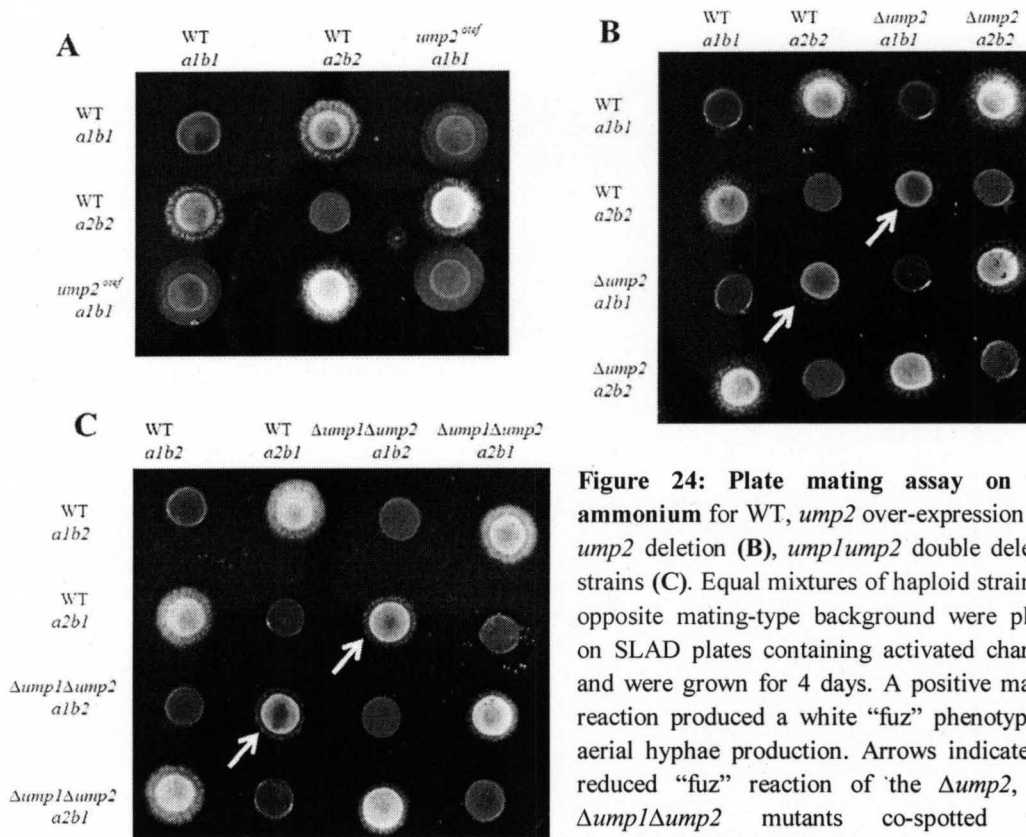 A
WT WT ump2^otef
a1b1 a2b2 a1b1
WT
a1b1
WT
a2b2
ump2^otef
a1b1
B
WT WT Δump2 Δump2
a1b1 a2b2 a1b1 a2b2
WT
a1b1
WT
a2b2
Δump2
a1b1
Δump2
a2b2
C
WT WT Δump1Δump2 Δump1Δump2
a1b2 a2b1 a1b2 a2b1
WT
a1b2
WT
a2b1
Δump1Δump2
a1b2
Δump1Δump2
a2b1
Figure 24: Plate mating assay on
ammonium for WT, ump2 over-expression
ump2 deletion (B), ump1ump2 double dele
strains (C). Equal mixtures of haploid strain
opposite mating-type background were pl
on SLAD plates containing activated char
and were grown for 4 days. A positive ma
reaction produced a white “fuz” phenotyp
aerial hyphae production. Arrows indicate
reduced “fuz” reaction of the Δump2,
Δump1Δump2 mutants co-spotted